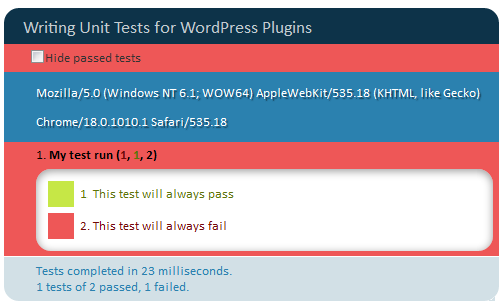 Writing Unit Tests for WordPress Plugins
Hide passed tests
Mozilla/5.0 (Windows NT 6.1; WOW64) AppleWebKit/535.18 (KHTML, like Gecko)
Chrome/18.0.1010.1 Safari/535.18
1. My test run (1, 1, 2)
1 This test will always pass
2. This test will always fail
Tests completed in 23 milliseconds.
1 tests of 2 passed, 1 failed.